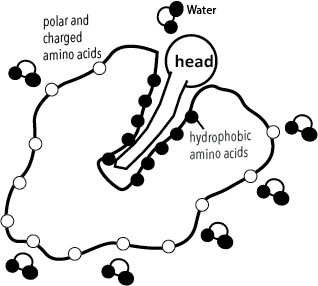 Water
polar and
charged
amino acids
head
hydrophobic
amino acids